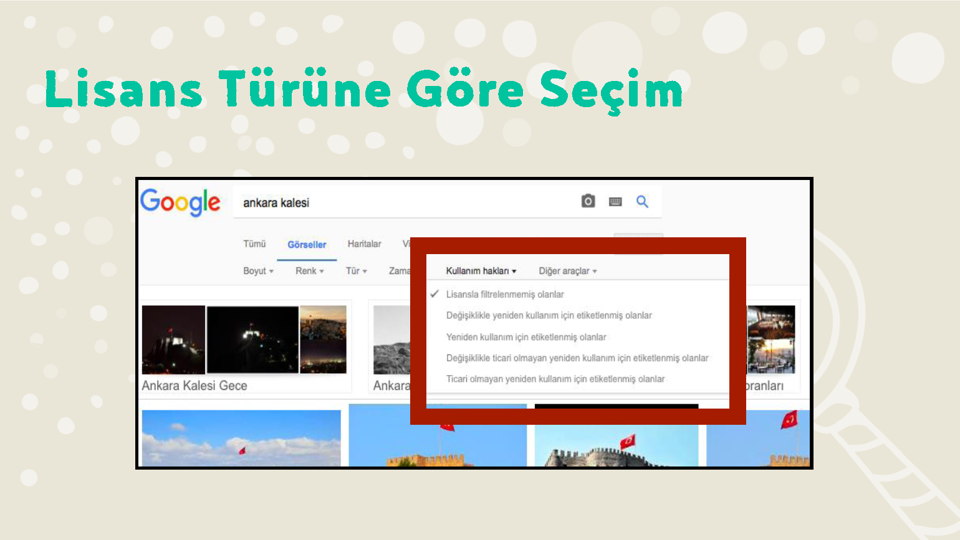 Lisans Türüne Göre Seçim
Google
ankara kalesi
Tümü Görseller Haritalar
Boyut Renk Tür Zama Kullanım hakları Diğer araçlar
Lisansla filtrelenmemiş olanlar
Değişiklikle yeniden kullanım için etiketlenmiş olanlar
Yeniden kullanım için etiketlenmiş olanlar
Değişiklikle ticari olmayan yeniden kullanım için etiketlenmiş olanlar
Ticari olmayan yeniden kullanım için etiketlenmiş olanlar
Ankara Kalesi Gece Ankara oranları